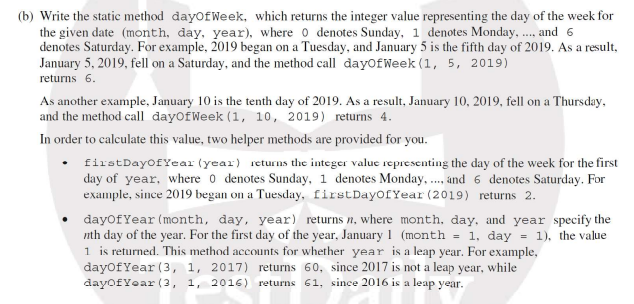 (b) Write the static method dayOfWeek, which returns the integer value representing the day of the week for
the given date (month, day, year), where 0 denotes Sunday, 1 denotes Monday, ..., and 6
denotes Saturday. For example, 2019 began on a Tuesday, and January 5 is the fifth day of 2019. As a result,
January 5, 2019, fell on a Saturday, and the method call dayOfWeek(1, 5, 2019)
returns 6.
As another example, January 10 is the tenth day of 2019. As a result, January 10, 2019, fell on a Thursday,
and the method call dayOfWeek(1, 10, 2019) returns 4.
In order to calculate this value, two helper methods are provided for you.
• firstDayOfYear(year) returns the integer value representing the day of the week for the first
day of year, where 0 denotes Sunday, 1 denotes Monday, ..., and 6 denotes Saturday. For
example, since 2019 began on a Tuesday, firstDayOfYear(2019) returns 2.
• dayOfYear(month, day, year) returns n, where month, day, and year specify the
nth day of the year. For the first day of the year, January 1 (month = 1, day = 1), the value
1 is returned. This method accounts for whether year is a leap year. For example,
dayOfYear(3, 1, 2017) returns 60, since 2017 is not a leap year, while
dayOfYear(3, 1, 2016) returns 61, since 2016 is a leap year.